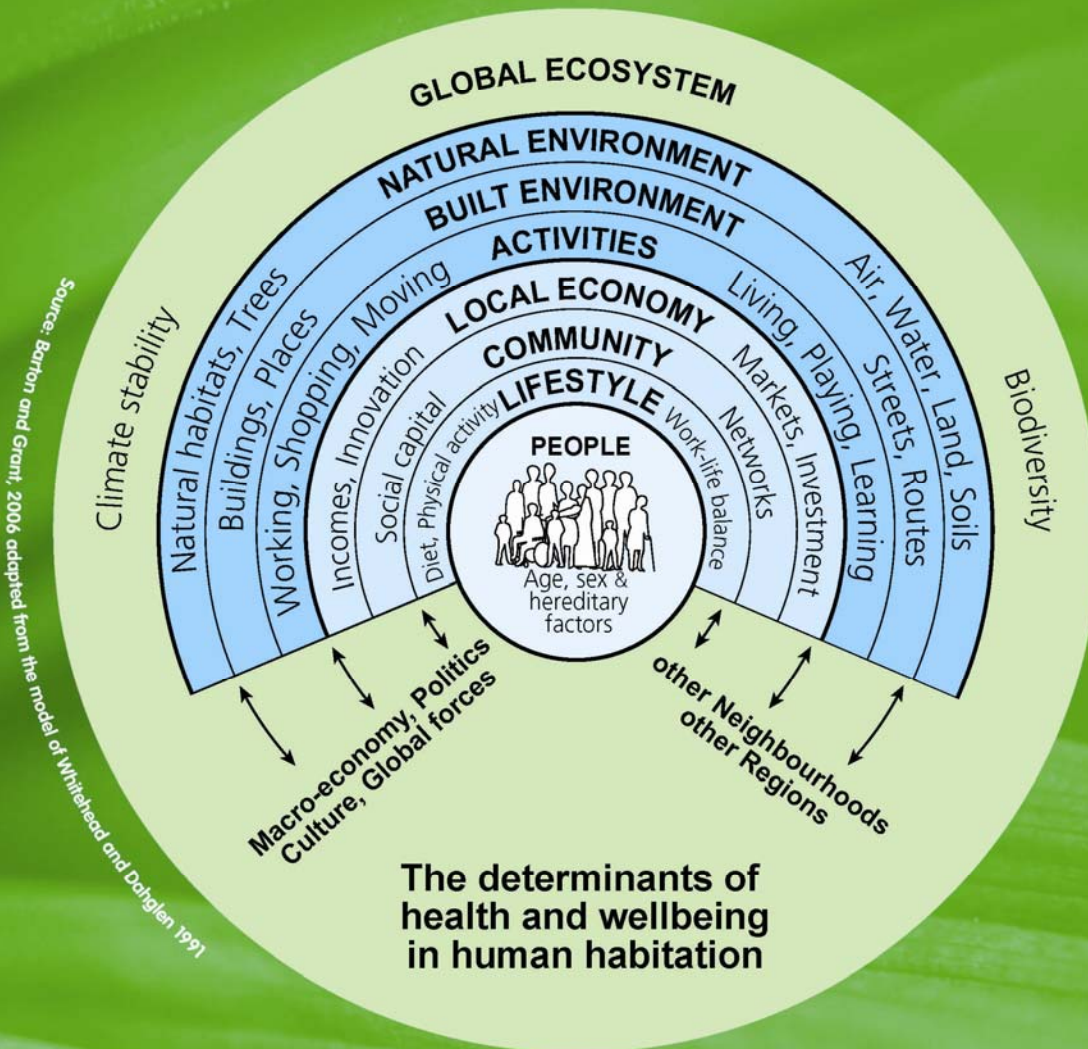 GLOBAL ECOSYSTEM
NATURAL ENVIRONMENT
BUILT ENVIRONMENT
ACTIVITIES
LOCAL ECONOMY
COMMUNITY
LIFESTYLE
PEOPLE
Age, sex &
hereditary
factors
Climate stability
Natural habitats, Trees
Buildings, Places
Working, Shopping, Moving
Incomes, Innovation
Social capital
Diet, Physical activity
Work-life balance
Networks
Markets, Investment
Living, Playing, Learning
Streets, Routes
Air, Water, Land, Soils
Biodiversity
Macro-economy, Politics
Culture, Global forces
other Neighbourhoods
other Regions
The determinants of
health and wellbeing
in human habitation
Source: Barton and Grant, 2006 adapted from the model of Whitehead and Dahglen 1991